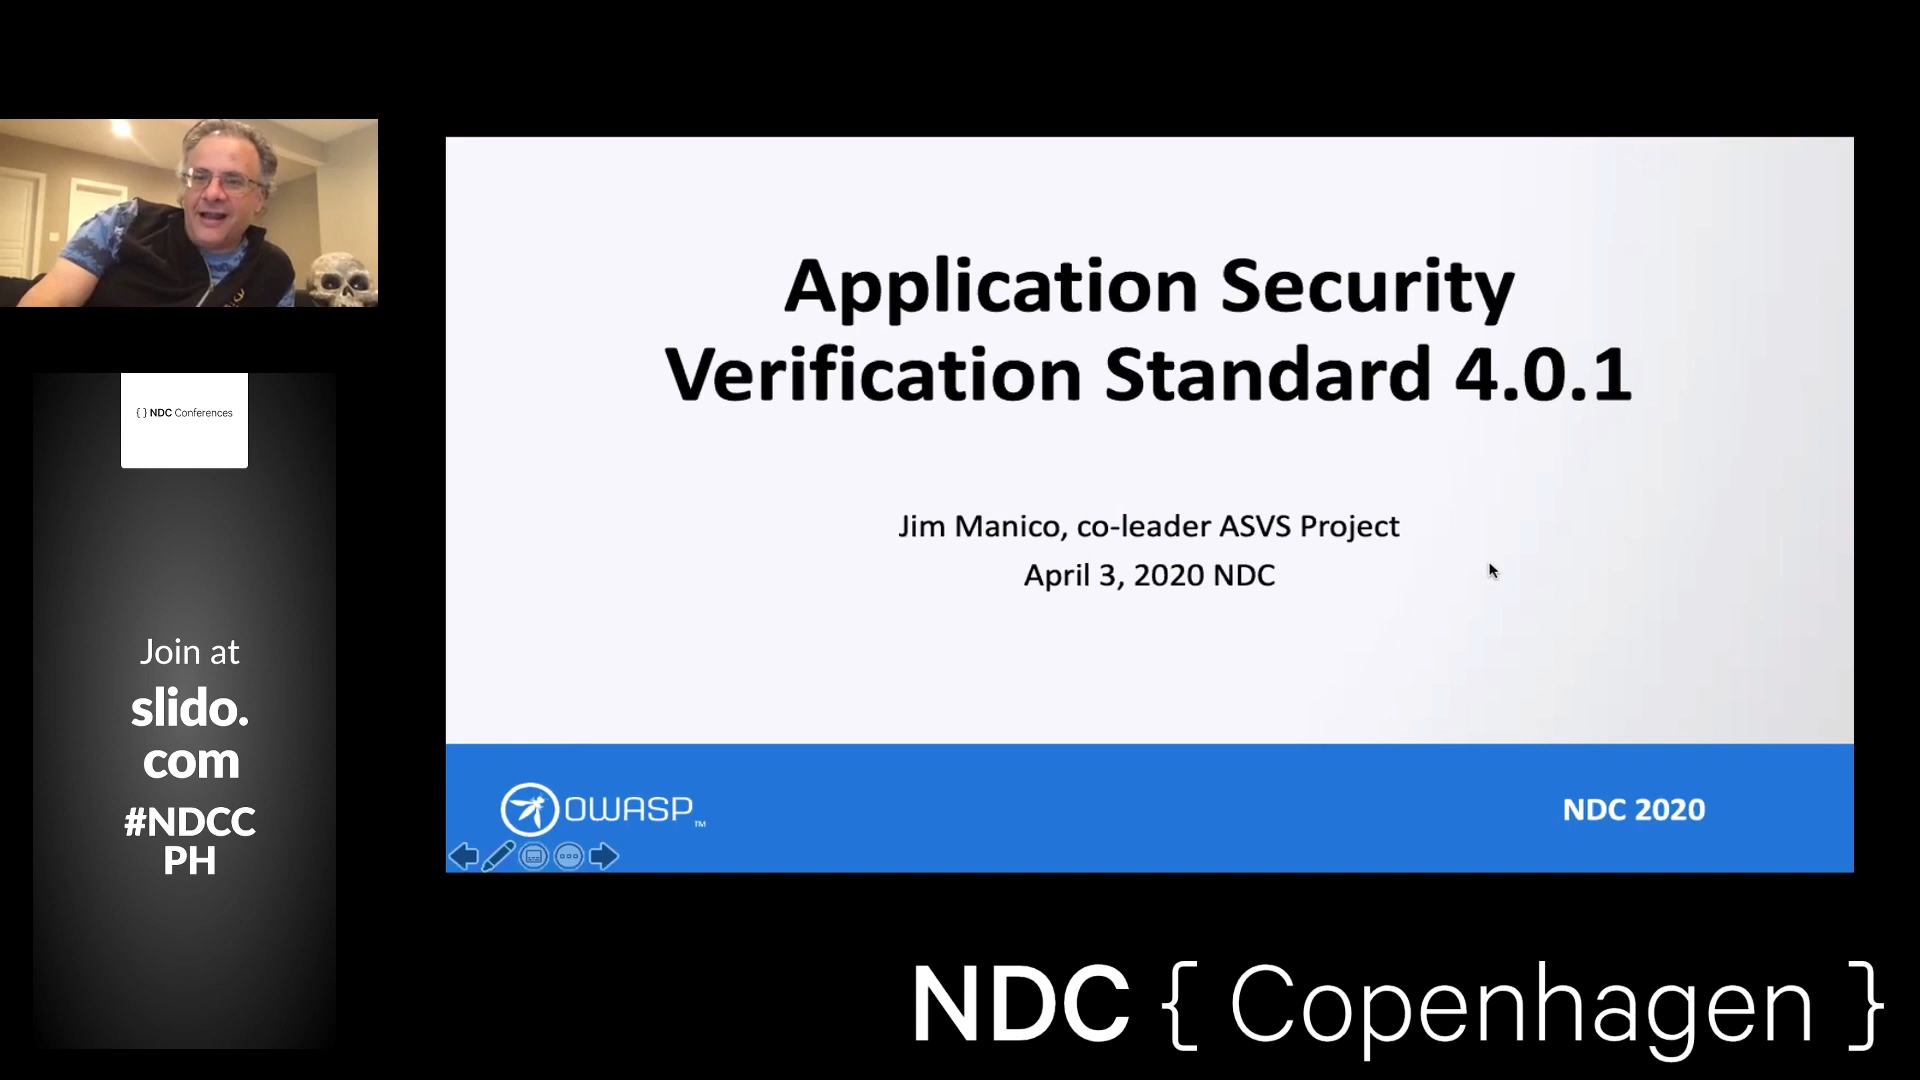 { } NDC Conferences
Join at
slido.
com
#NDCC
PH
Application Security
Verification Standard 4.0.1
Jim Manico, co-leader ASVS Project
April 3, 2020 NDC
OWASP TM
NDC 2020
NDC { Copenhagen }